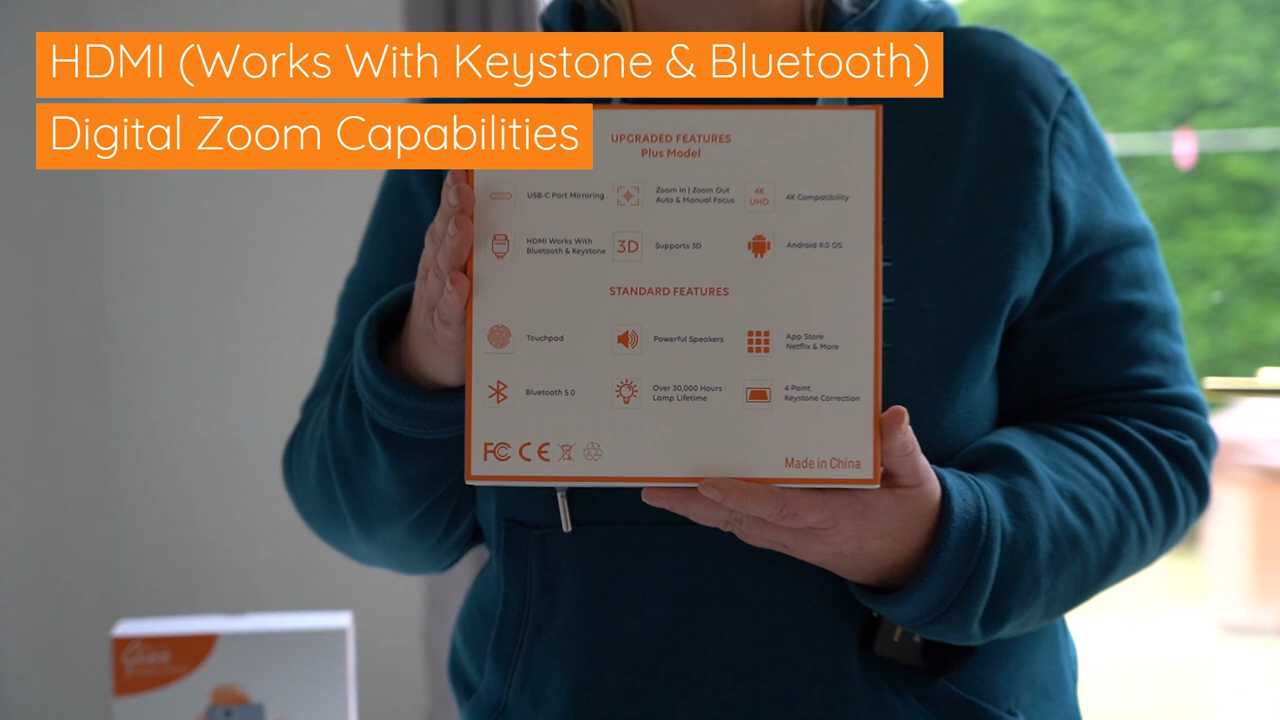 HDMI (Works With Keystone & Bluetooth)
Digital Zoom Capabilities
UPGRADED FEATURES
Plus Model
USB-C Port Mirroring
Zoom In | Zoom Out
Auto & Manual Focus
4K
UHD
4K Compatibility
HDMI Works With
Bluetooth & Keystone
3D
Supports 3D
Android 9.0 OS
STANDARD FEATURES
Touchpad
Powerful Speakers
App Store
Netflix & More
Bluetooth 5.0
Over 30,000 Hours
Lamp Lifetime
4 Point
Keystone Correction
FC CE
Made in China